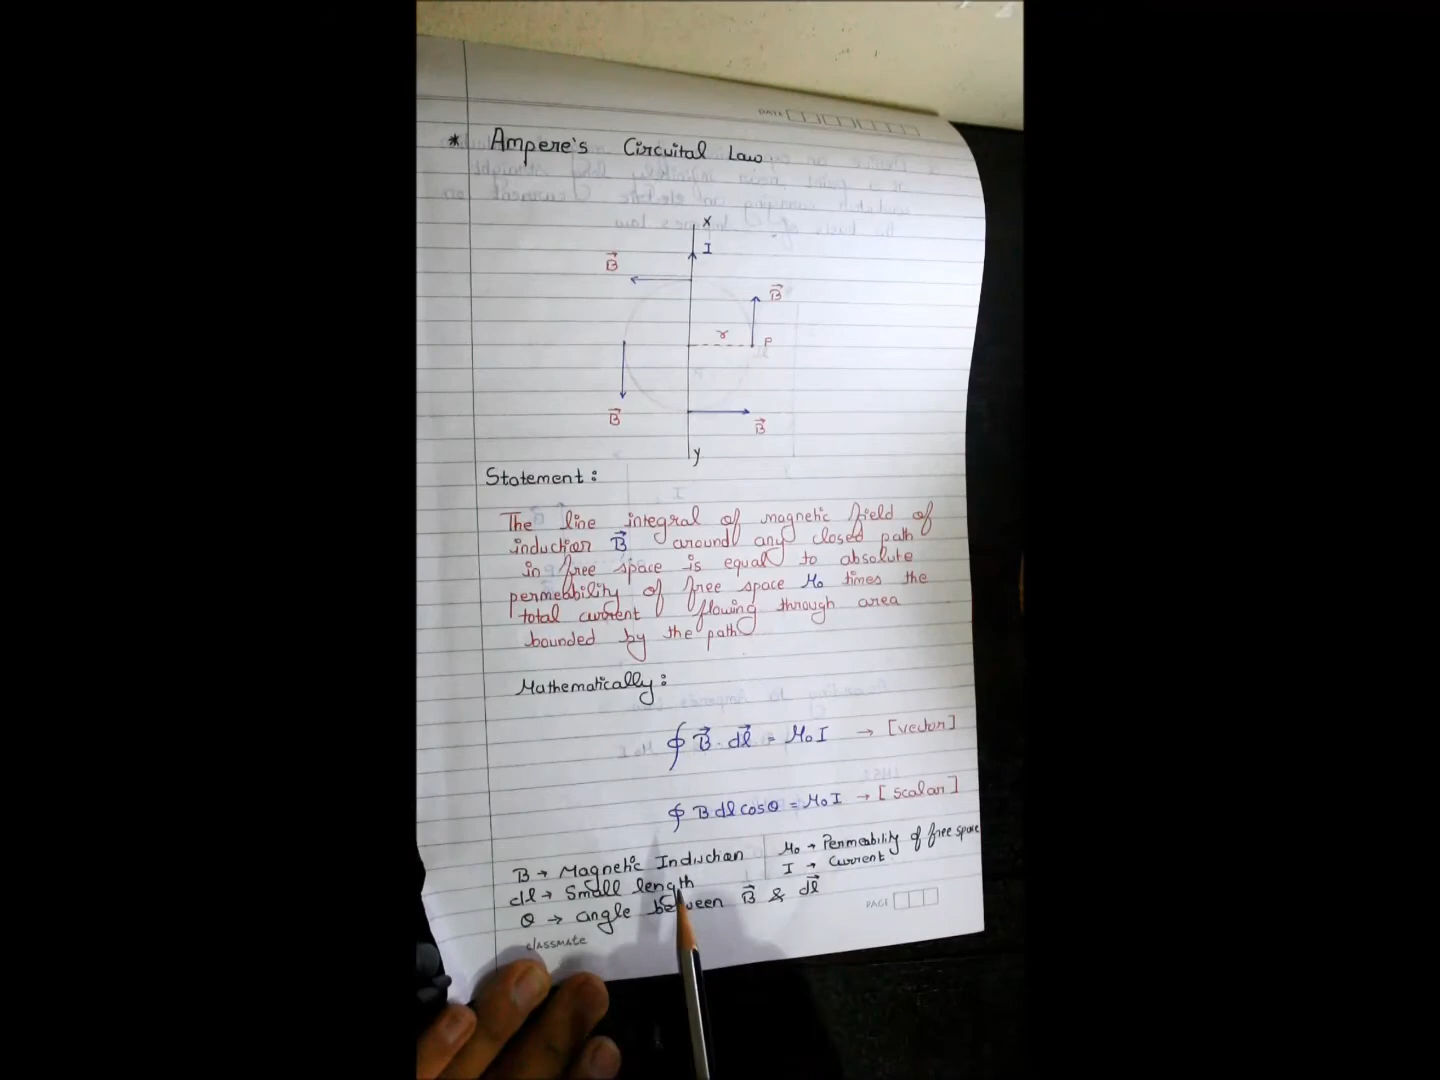 DATE
* Ampere's Circuital Law
X
I
B⃗
B⃗
r
P
B⃗
B⃗
y
Statement :
The line integral of magnetic field of
induction B⃗ around any closed path
in free space is equal to absolute
permeability of free space μ₀ times the
total current flowing through area
bounded by the path
Mathematically :
∮ B⃗ . dl⃗ = μ₀ I → [vector]
∮ B dl cosθ = μ₀ I → [scalar]
B → Magnetic Induction
dl → Small length
θ → angle between B⃗ & dl⃗
μ₀ → Permeability of free space
I → Current
PAGE
classmate